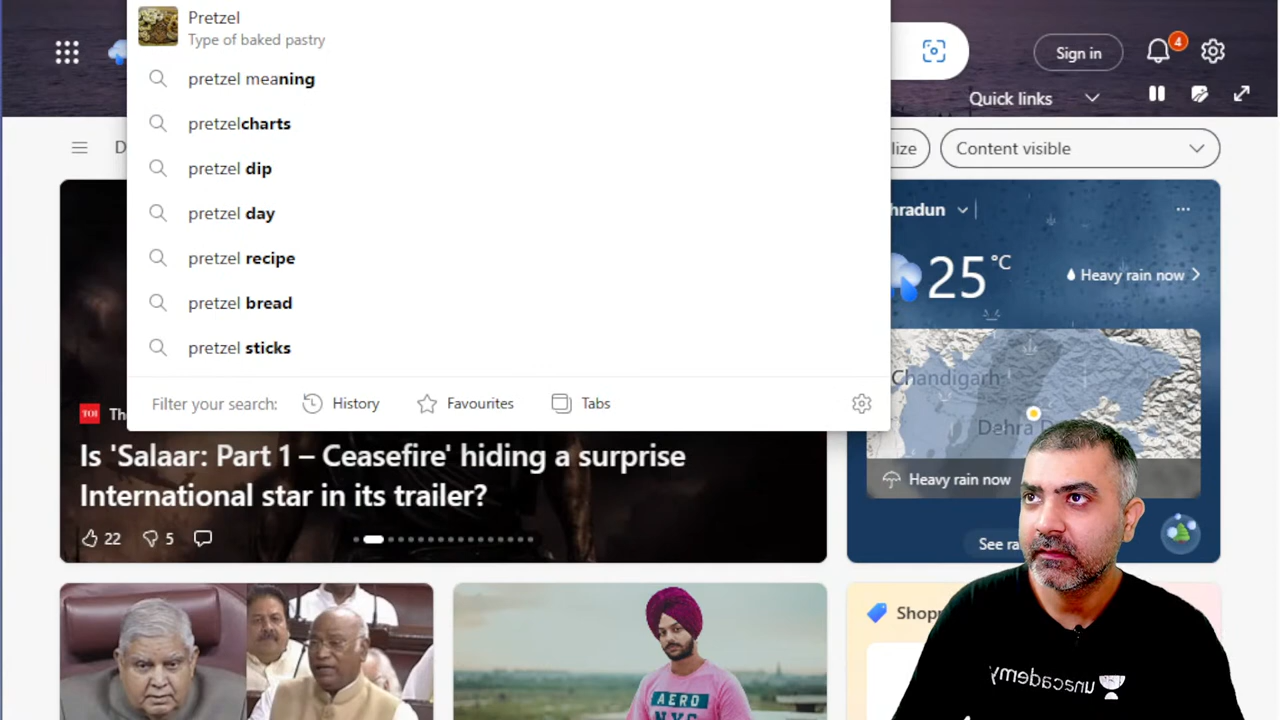 Pretzel
Type of baked pastry
pretzel meaning
pretzelcharts
pretzel dip
pretzel day
pretzel recipe
pretzel bread
pretzel sticks
Filter your search: History Favourites Tabs
Sign in
4
Quick links
D
lize
Content visible
hradun
25 °C
Heavy rain now
Chandigarh
Dehra D
Heavy rain now
See ra
TOI Th
Is 'Salaar: Part 1 – Ceasefire' hiding a surprise
International star in its trailer?
22 5
Shopp
AERO
NYC
unacademy